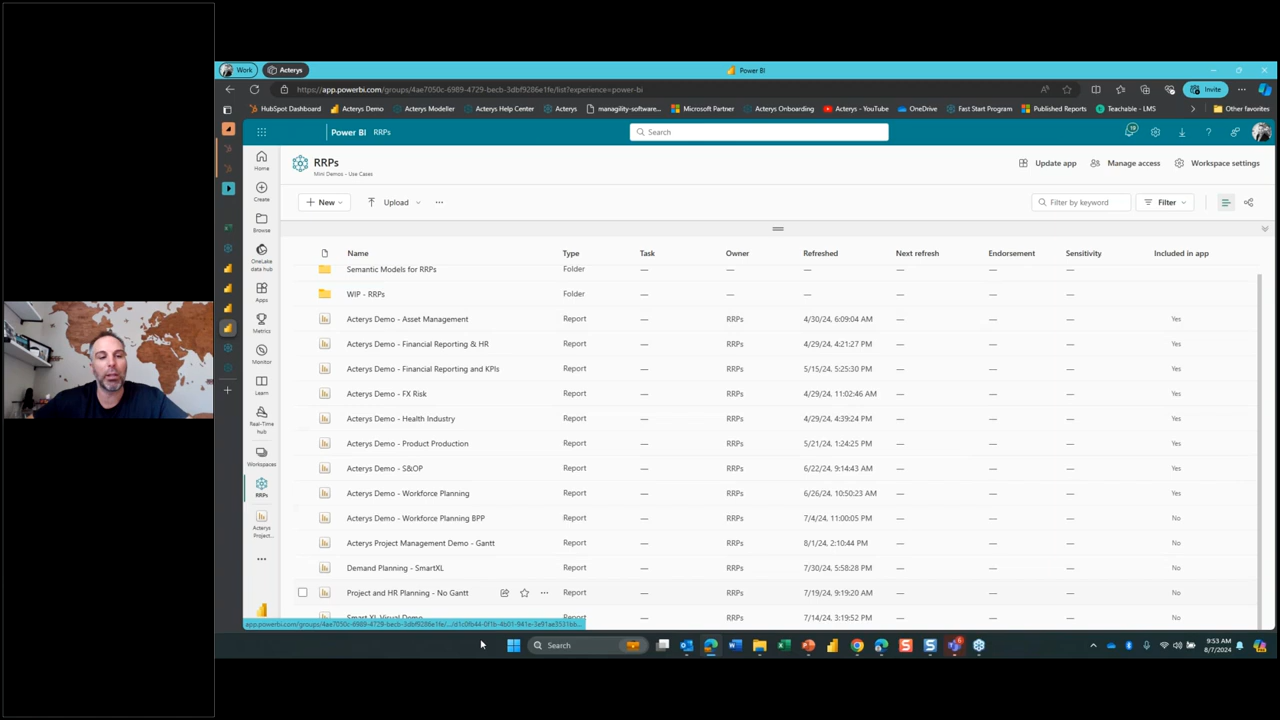 Work
Acterys
Power BI
https://app.powerbi.com/groups/4ae7050c-6989-4729-becb-3dbf9286e1fe/list?experience=power-bi
Invite
HubSpot Dashboard
Acterys Demo
Acterys Modeller
Acterys Help Center
Acterys
managility-software...
Microsoft Partner
Acterys Onboarding
Acterys - YouTube
OneDrive
Fast Start Program
Published Reports
Teachable - LMS
Other favorites
Power BI RRPs
Search
19
Home
Create
Browse
OneLake
data hub
Apps
Metrics
Monitor
Learn
Real-Time
hub
Workspaces
RRPs
Acterys
Project...
RRPs
Mini Demos - Use Cases
Update app
Manage access
Workspace settings
New
Upload
Filter by keyword
Filter
Name Type Task Owner Refreshed Next refresh Endorsement Sensitivity Included in app
Semantic Models for RRPs Folder — — — — — —
WIP - RRPs Folder — — — — — —
Acterys Demo - Asset Management Report — RRPs 4/30/24, 6:09:04 AM — — — Yes
Acterys Demo - Financial Reporting & HR Report — RRPs 4/29/24, 4:21:27 PM — — — Yes
Acterys Demo - Financial Reporting and KPIs Report — RRPs 5/15/24, 5:25:30 PM — — — Yes
Acterys Demo - FX Risk Report — RRPs 4/29/24, 11:02:46 AM — — — Yes
Acterys Demo - Health Industry Report — RRPs 4/29/24, 4:39:24 PM — — — Yes
Acterys Demo - Product Production Report — RRPs 5/21/24, 1:24:25 PM — — — Yes
Acterys Demo - S&OP Report — RRPs 6/22/24, 9:14:43 AM — — — Yes
Acterys Demo - Workforce Planning Report — RRPs 6/26/24, 10:50:23 AM — — — Yes
Acterys Demo - Workforce Planning BPP Report — RRPs 7/4/24, 11:00:05 PM — — — No
Acterys Project Management Demo - Gantt Report — RRPs 8/1/24, 2:10:44 PM — — — No
Demand Planning - SmartXL Report — RRPs 7/30/24, 5:58:28 PM — — — No
Project and HR Planning - No Gantt Report — RRPs 7/19/24, 9:19:20 AM — — — No
Smart XL Visual Demo Report — RRPs 7/14/24, 3:19:52 PM — — — No
Search
9:53 AM
8/7/2024